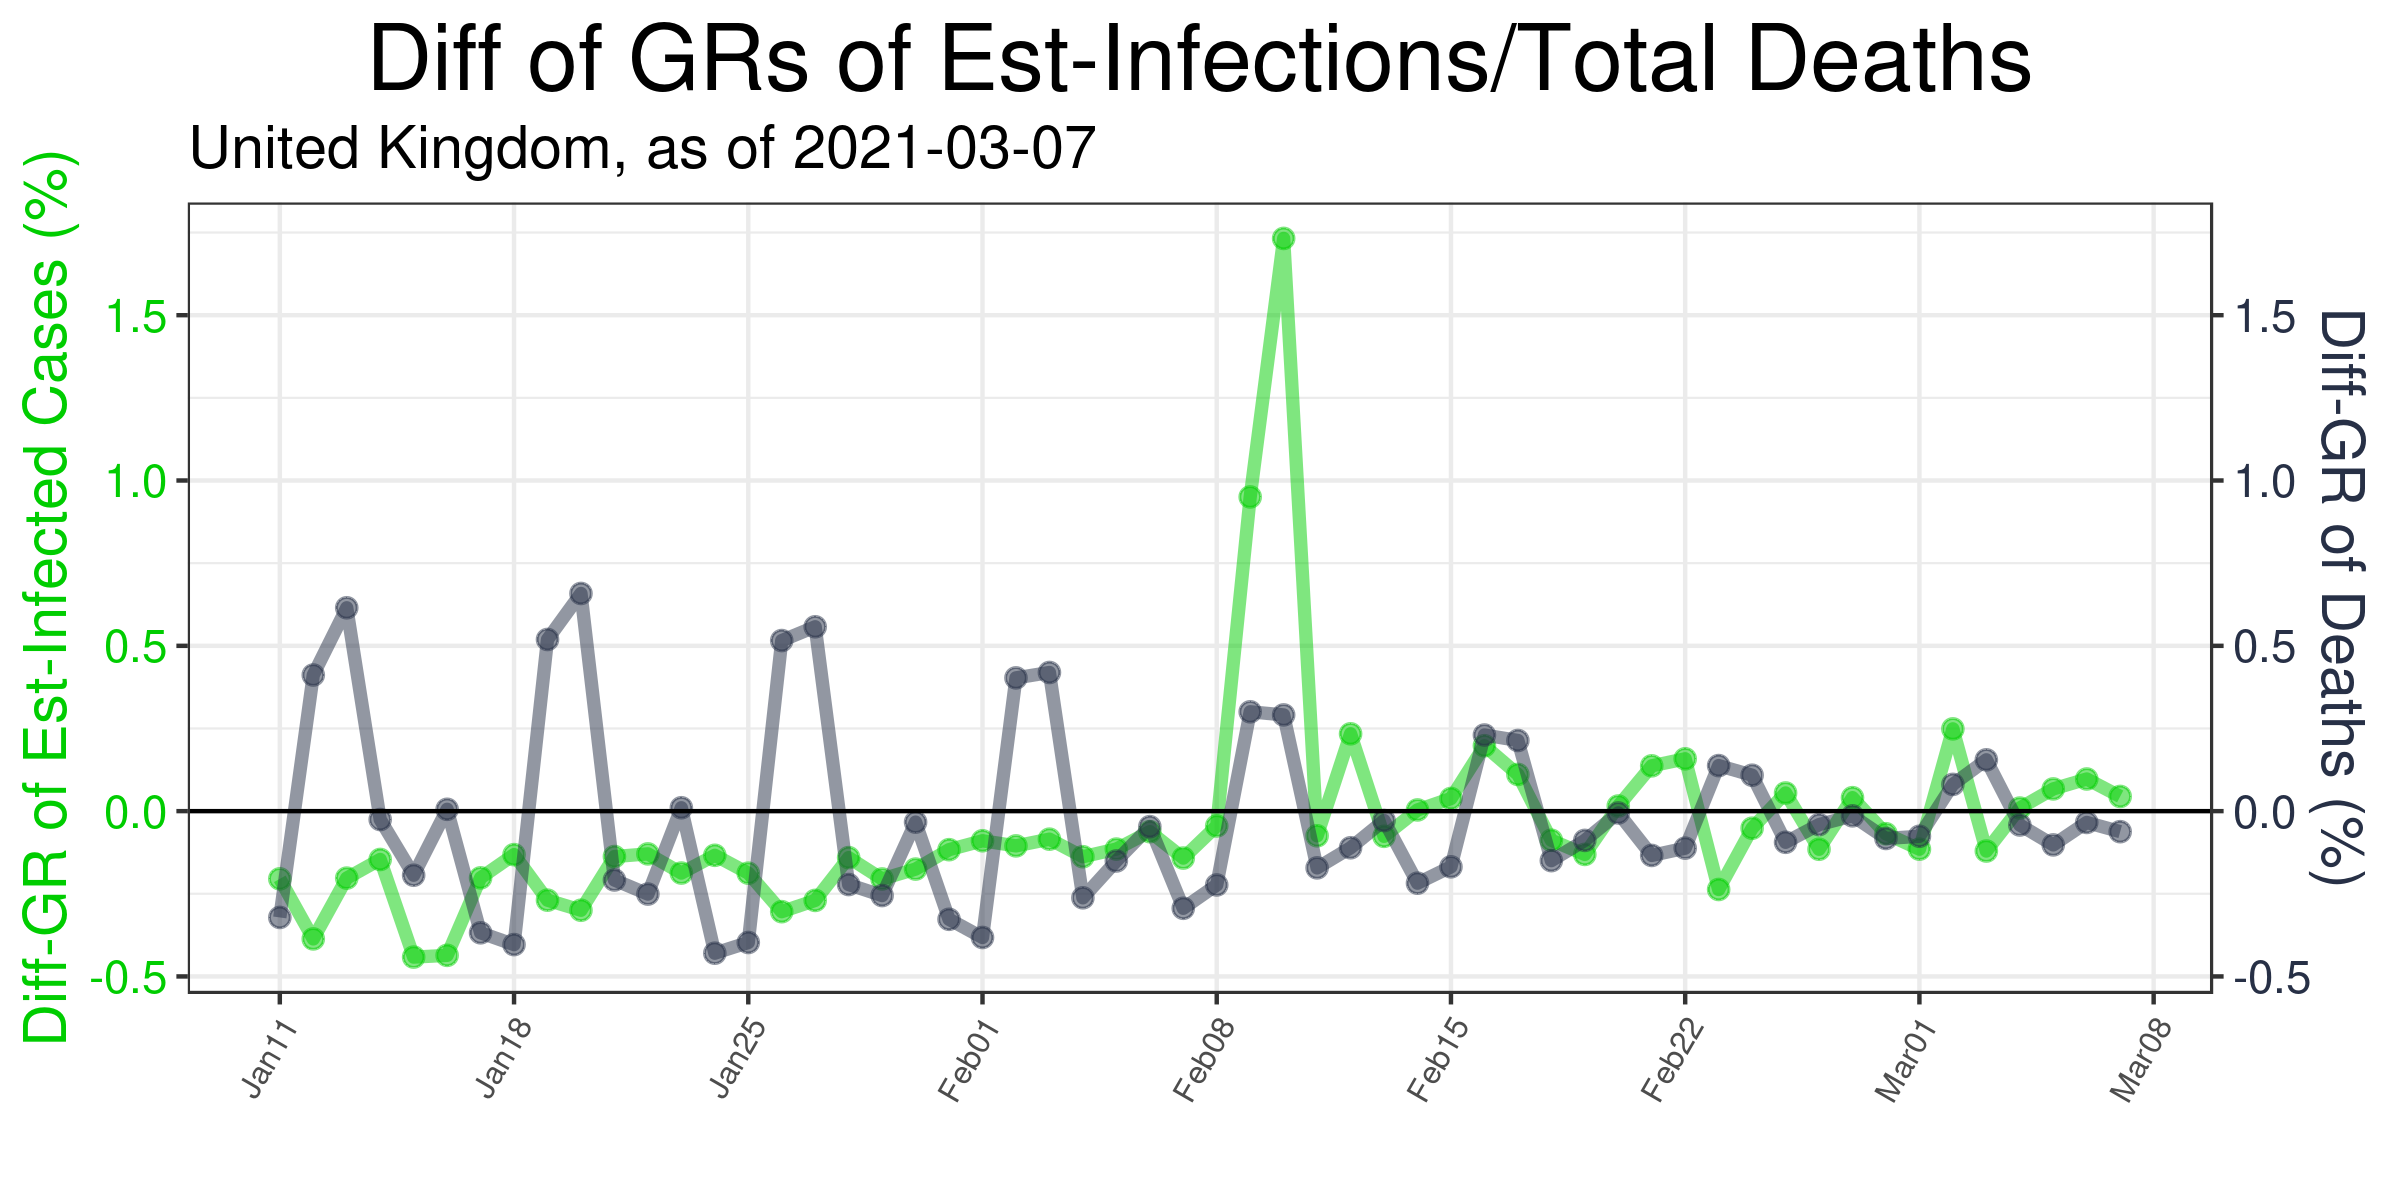 Diff of GRs of Est-Infections/Total Deaths
United Kingdom, as of 2021-03-07
Diff-GR of Est-Infected Cases (%)
1.5
1.0
0.5
0.0
-0.5
1.5
1.0
0.5
0.0
-0.5
Diff-GR of Deaths (%)
Jan11
Jan18
Jan25
Feb01
Feb08
Feb15
Feb22
Mar01
Mar08